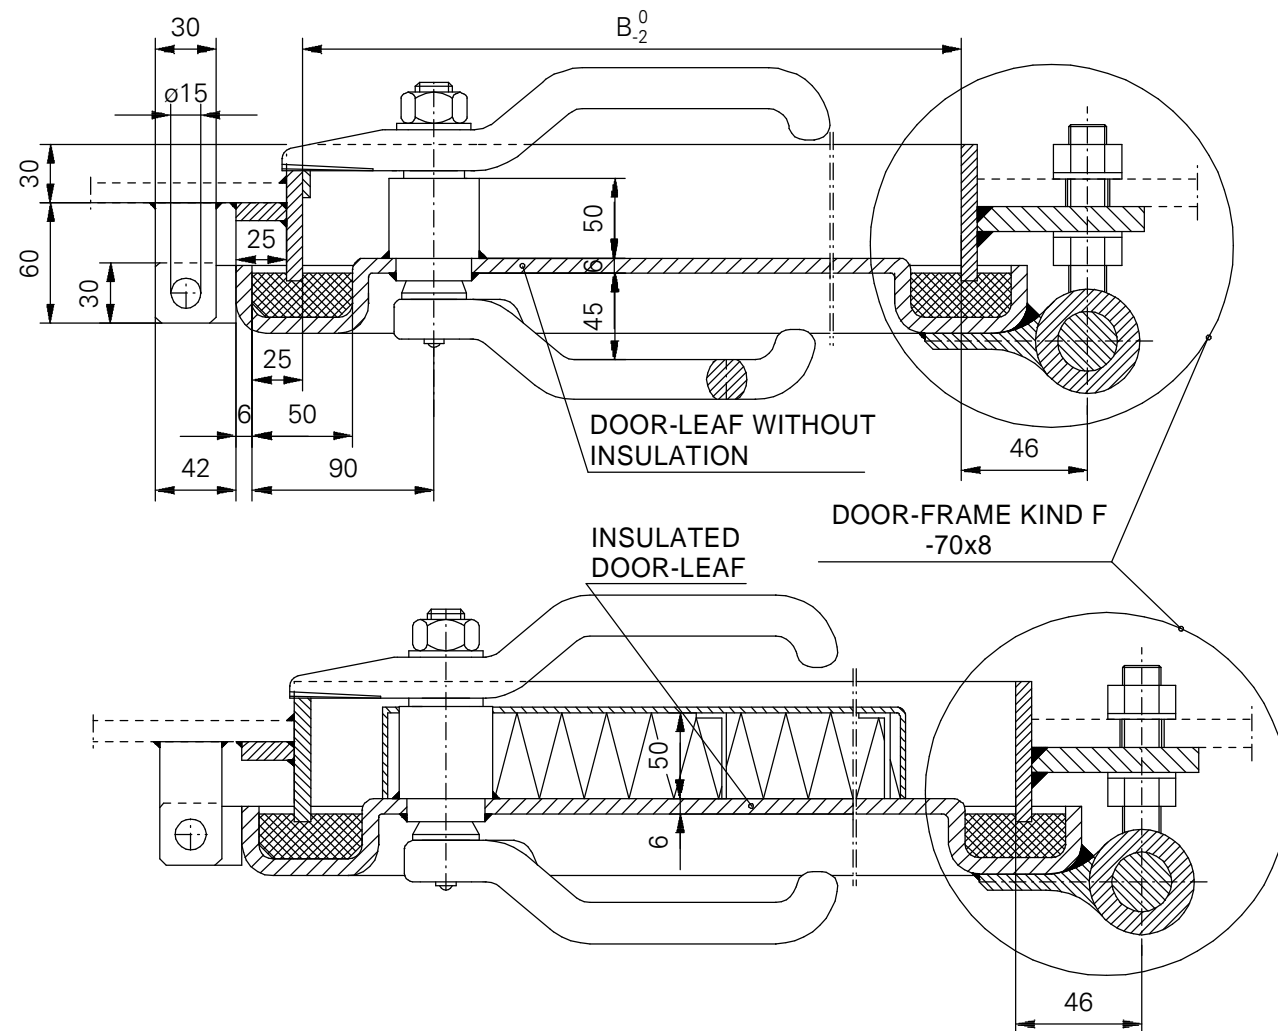 30
B 0
-2
ø15
30
50
25
6
60
30
45
25
6
50
DOOR-LEAF WITHOUT
INSULATION
46
42
90
DOOR-FRAME KIND F
-70x8
INSULATED
DOOR-LEAF
50
6
46